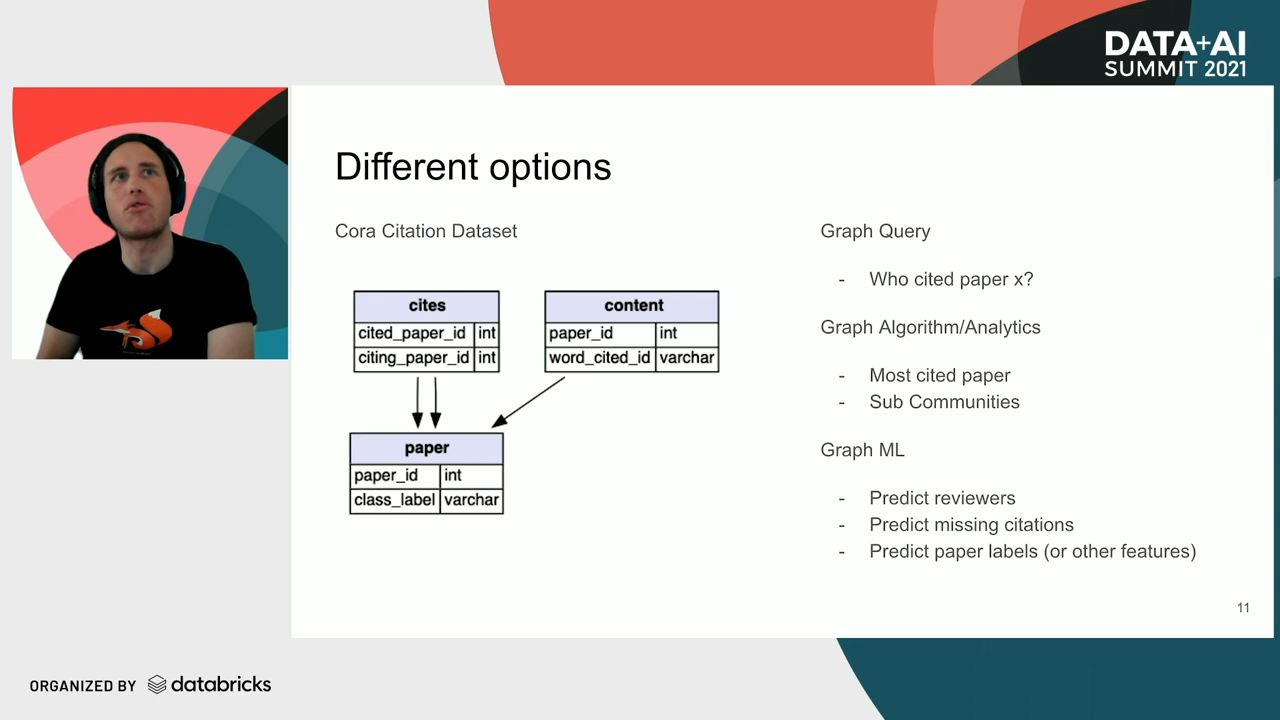 DATA+AI
SUMMIT 2021
Different options
Cora Citation Dataset
cites
cited_paper_id int
citing_paper_id int
content
paper_id int
word_cited_id varchar
paper
paper_id int
class_label varchar
Graph Query
- Who cited paper x?
Graph Algorithm/Analytics
- Most cited paper
- Sub Communities
Graph ML
- Predict reviewers
- Predict missing citations
- Predict paper labels (or other features)
11
ORGANIZED BY databricks